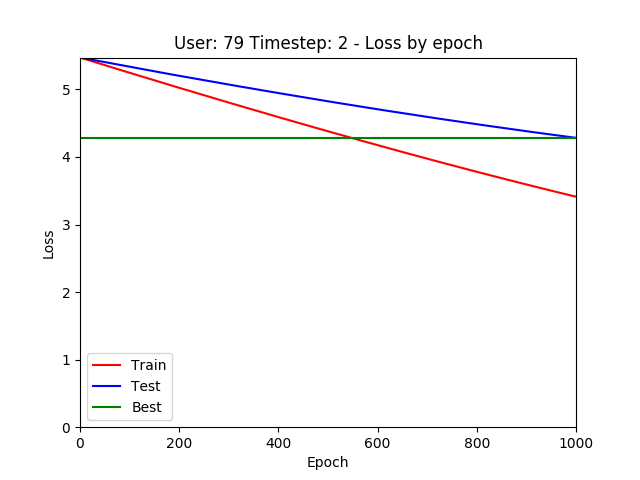 User: 79 Timestep: 2 - Loss by epoch
5
4
3
2
1
0
Loss
Train
Test
Best
0 200 400 600 800 1000
Epoch